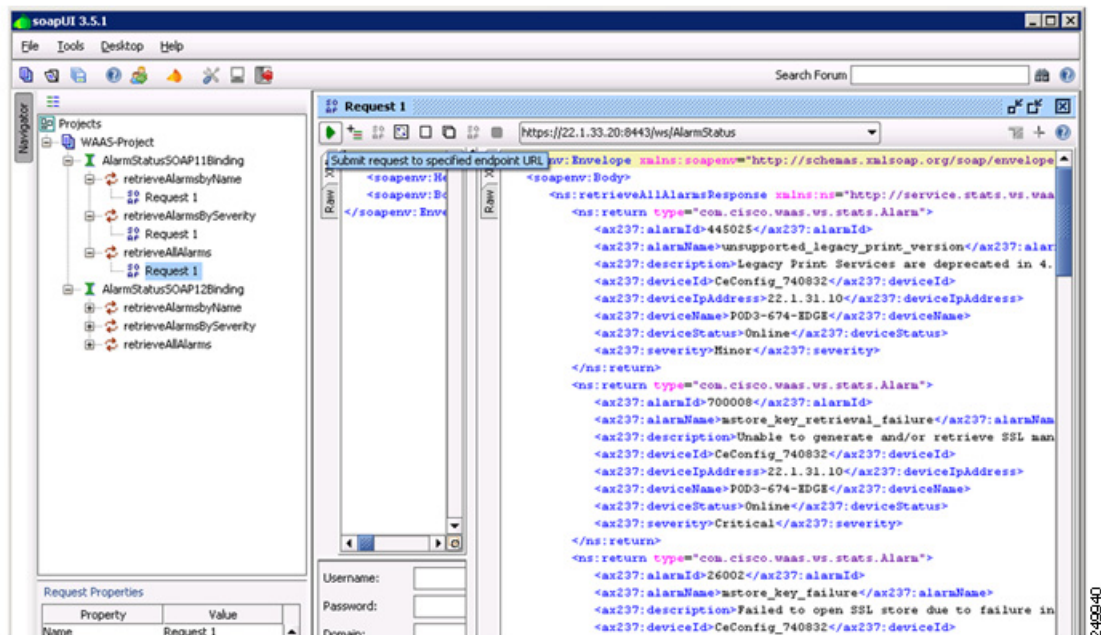 soapUI 3.5.1
File Tools Desktop Help
Search Forum
Navigator
Projects
WAAS-Project
AlarmStatusSOAP11Binding
retrieveAlarmsbyName
Request 1
retrieveAlarmsBySeverity
Request 1
retrieveAllAlarms
Request 1
AlarmStatusSOAP12Binding
retrieveAlarmsbyName
retrieveAlarmsBySeverity
retrieveAllAlarms
Request Properties
Property Value
Name Request 1
Request 1
https://22.1.33.20:8443/ws/AlarmStatus
Submit request to specified endpoint URL
Raw
<soapenv:He
<soapenv:Bo
</soapenv:Enve
Username:
Password:
Domain:
Raw
nv:Envelope xmlns:soapenv="http://schemas.xmlsoap.org/soap/envelope
<soapenv:Body>
<ns:retrieveAllAlarmsResponse xmlns:ns="http://service.stats.ws.waa
<ns:return type="com.cisco.waas.ws.stats.Alarm">
<ax237:alarmId>445025</ax237:alarmId>
<ax237:alarmName>unsupported_legacy_print_version</ax237:alar
<ax237:description>Legacy Print Services are deprecated in 4.
<ax237:deviceId>CeConfig_740832</ax237:deviceId>
<ax237:deviceIpAddress>22.1.31.10</ax237:deviceIpAddress>
<ax237:deviceName>POD3-674-EDGE</ax237:deviceName>
<ax237:deviceStatus>Online</ax237:deviceStatus>
<ax237:severity>Minor</ax237:severity>
</ns:return>
<ns:return type="com.cisco.waas.ws.stats.Alarm">
<ax237:alarmId>700008</ax237:alarmId>
<ax237:alarmName>mstore_key_retrieval_failure</ax237:alarmNam
<ax237:description>Unable to generate and/or retrieve SSL man
<ax237:deviceId>CeConfig_740832</ax237:deviceId>
<ax237:deviceIpAddress>22.1.31.10</ax237:deviceIpAddress>
<ax237:deviceName>POD3-674-EDGE</ax237:deviceName>
<ax237:deviceStatus>Online</ax237:deviceStatus>
<ax237:severity>Critical</ax237:severity>
</ns:return>
<ns:return type="com.cisco.waas.ws.stats.Alarm">
<ax237:alarmId>26002</ax237:alarmId>
<ax237:alarmName>mstore_key_failure</ax237:alarmName>
<ax237:description>Failed to open SSL store due to failure in
<ax237:deviceId>CeConfig_740832</ax237:deviceId>
249940